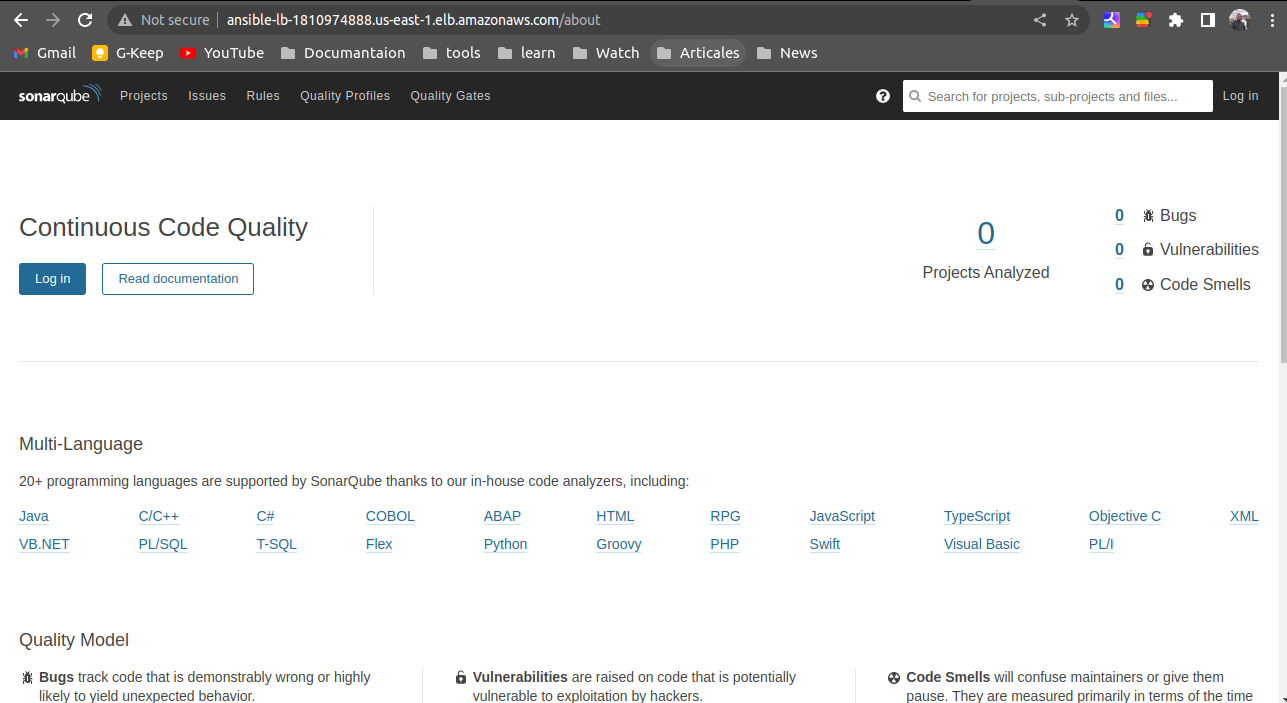 Not secure ansible-lb-1810974888.us-east-1.elb.amazonaws.com/about
Gmail G-Keep YouTube Documantaion tools learn Watch Articales News
sonarqube Projects Issues Rules Quality Profiles Quality Gates ? Search for projects, sub-projects and files... Log in
Continuous Code Quality
Log in Read documentation
0
Projects Analyzed
0 Bugs
0 Vulnerabilities
0 Code Smells
Multi-Language
20+ programming languages are supported by SonarQube thanks to our in-house code analyzers, including:
Java C/C++ C# COBOL ABAP HTML RPG JavaScript TypeScript Objective C XML
VB.NET PL/SQL T-SQL Flex Python Groovy PHP Swift Visual Basic PL/I
Quality Model
Bugs track code that is demonstrably wrong or highly
likely to yield unexpected behavior.
Vulnerabilities are raised on code that is potentially
vulnerable to exploitation by hackers.
Code Smells will confuse maintainers or give them
pause. They are measured primarily in terms of the time